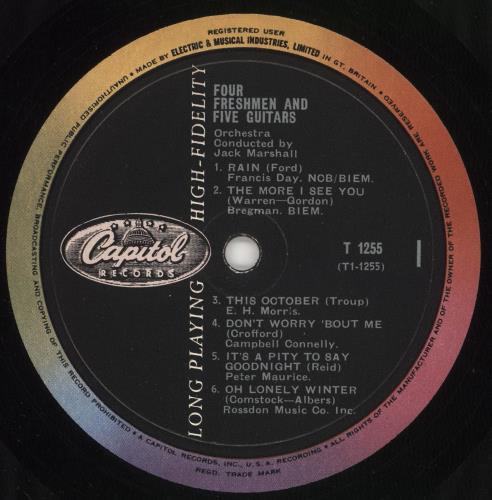 REGISTERED USER
• MADE BY ELECTRIC & MUSICAL INDUSTRIES, LIMITED IN GT. BRITAIN •
UNAUTHORISED PUBLIC PERFORMANCE, BROADCASTING AND COPYING OF THIS RECORD PROHIBITED •
A CAPITOL RECORDS, INC., U.S.A. RECORDING •
ALL RIGHTS OF THE MANUFACTURER AND OF THE OWNER OF THE RECORDED WORK ARE RESERVED
REGD. TRADE MARK
LONG PLAYING HIGH-FIDELITY
FOUR
FRESHMEN AND
FIVE GUITARS
Orchestra
Conducted by
Jack Marshall
1. RAIN (Ford)
Francis Day. NCB/BIEM.
2. THE MORE I SEE YOU
(Warren-Gordon)
Bregman. BIEM.
Capitol
RECORDS
T 1255
(T1-1255)
1
3. THIS OCTOBER (Troup)
E. H. Morris.
4. DON'T WORRY 'BOUT ME
(Crofford)
Campbell Connelly.
5. IT'S A PITY TO SAY
GOODNIGHT (Reid)
Peter Maurice.
6. OH LONELY WINTER
(Comstock-Albers)
Rossdon Music Co. Inc.